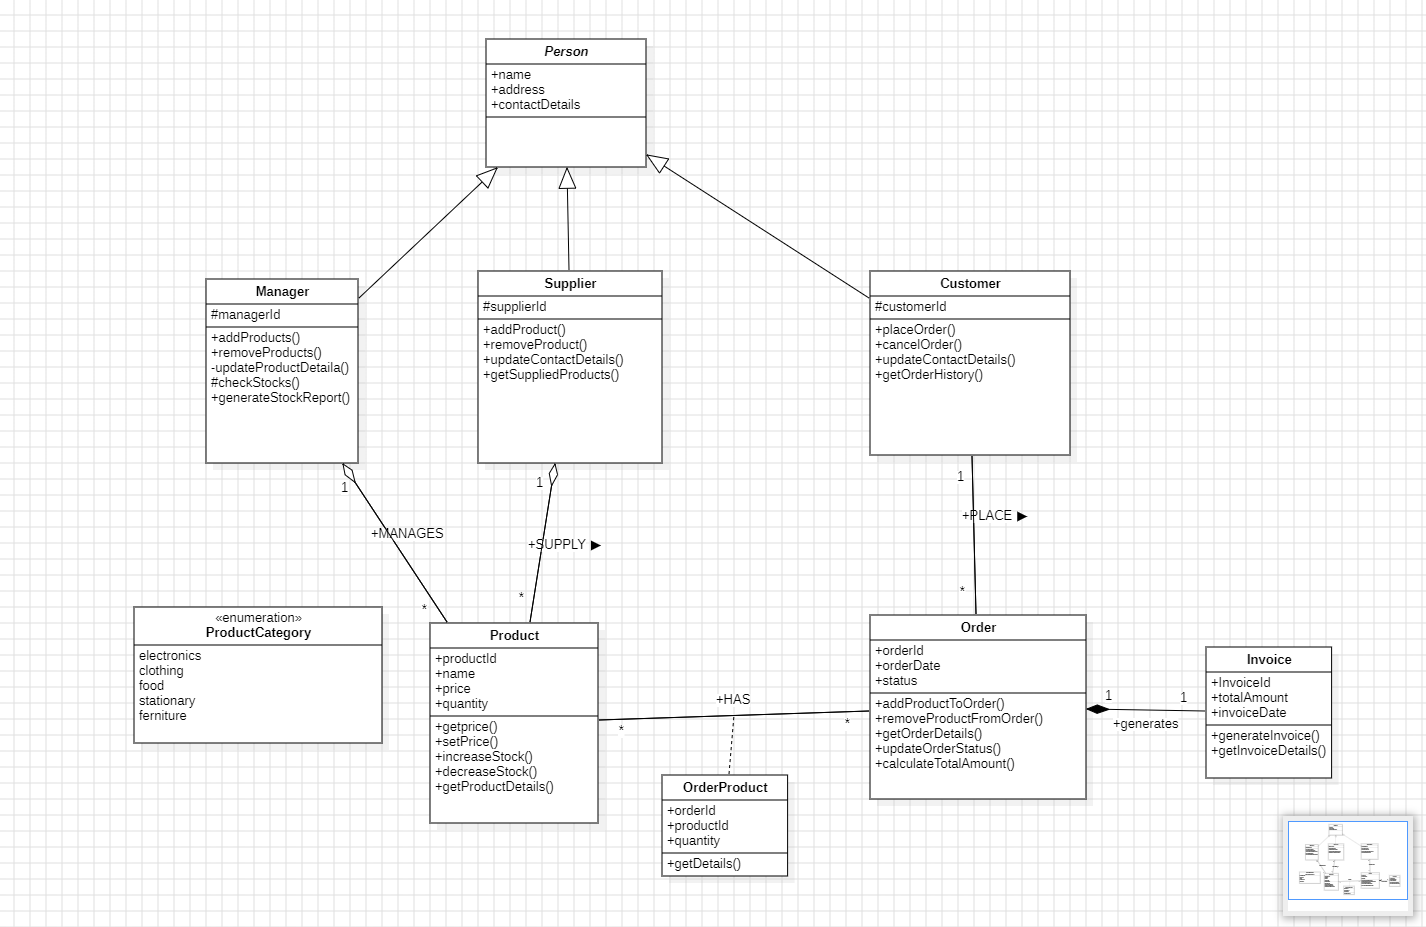 Person
+name
+address
+contactDetails
Manager
#managerId
+addProducts()
+removeProducts()
-updateProductDetaila()
#checkStocks()
+generateStockReport()
Supplier
#supplierId
+addProduct()
+removeProduct()
+updateContactDetails()
+getSuppliedProducts()
Customer
#customerId
+placeOrder()
+cancelOrder()
+updateContactDetails()
+getOrderHistory()
1
+MANAGES
*
1
+SUPPLY ▶
*
1
+PLACE ▶
*
«enumeration»
ProductCategory
electronics
clothing
food
stationary
ferniture
Product
+productId
+name
+price
+quantity
+getprice()
+setPrice()
+increaseStock()
+decreaseStock()
+getProductDetails()
+HAS
*
*
OrderProduct
+orderId
+productId
+quantity
+getDetails()
Order
+orderId
+orderDate
+status
+addProductToOrder()
+removeProductFromOrder()
+getOrderDetails()
+updateOrderStatus()
+calculateTotalAmount()
1
1
+generates
Invoice
+InvoiceId
+totalAmount
+invoiceDate
+generateInvoice()
+getInvoiceDetails()